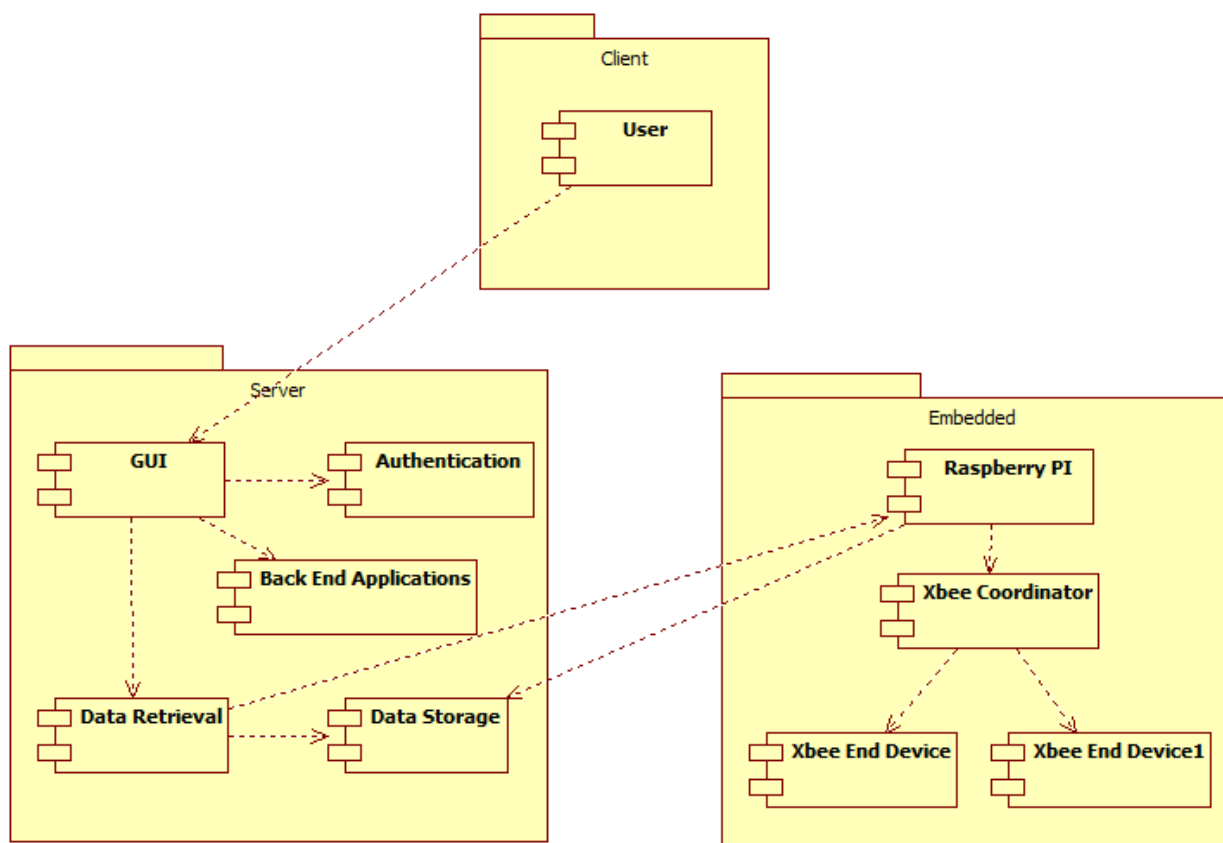 Client
User
Server
GUI
Authentication
Back End Applications
Data Retrieval
Data Storage
Embedded
Raspberry PI
Xbee Coordinator
Xbee End Device
Xbee End Device1